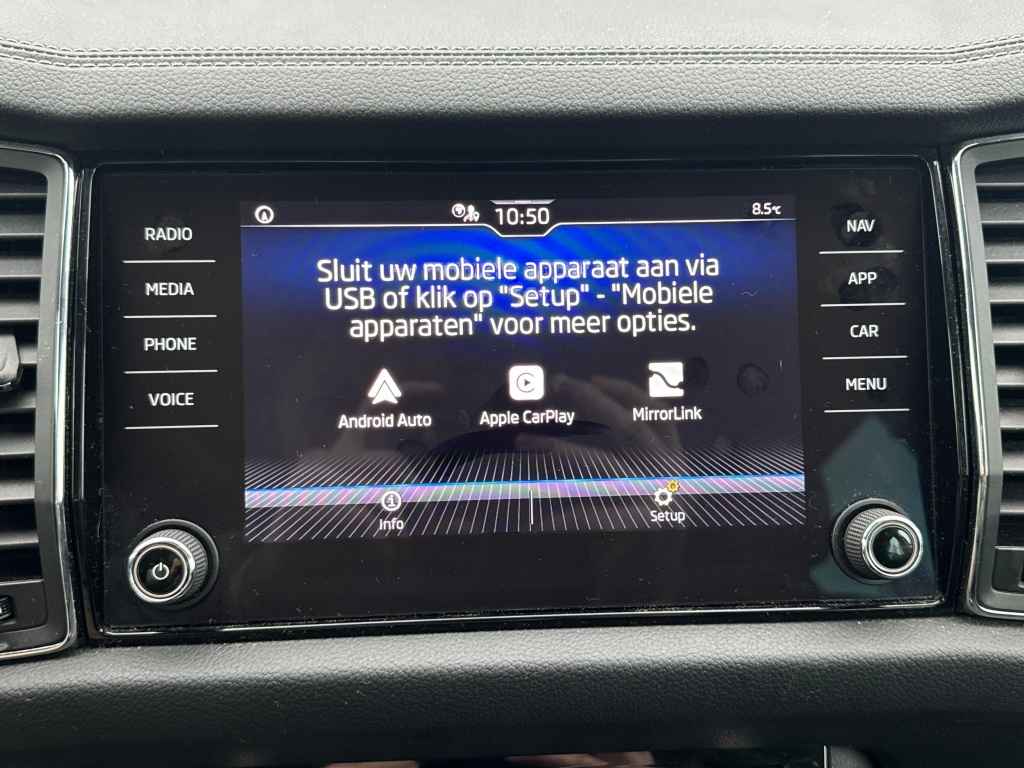 10:50
8.5°C
RADIO
MEDIA
PHONE
VOICE
Sluit uw mobiele apparaat aan via
USB of klik op "Setup" - "Mobiele
apparaten" voor meer opties.
Android Auto
Apple CarPlay
MirrorLink
Info
Setup
NAV
APP
CAR
MENU